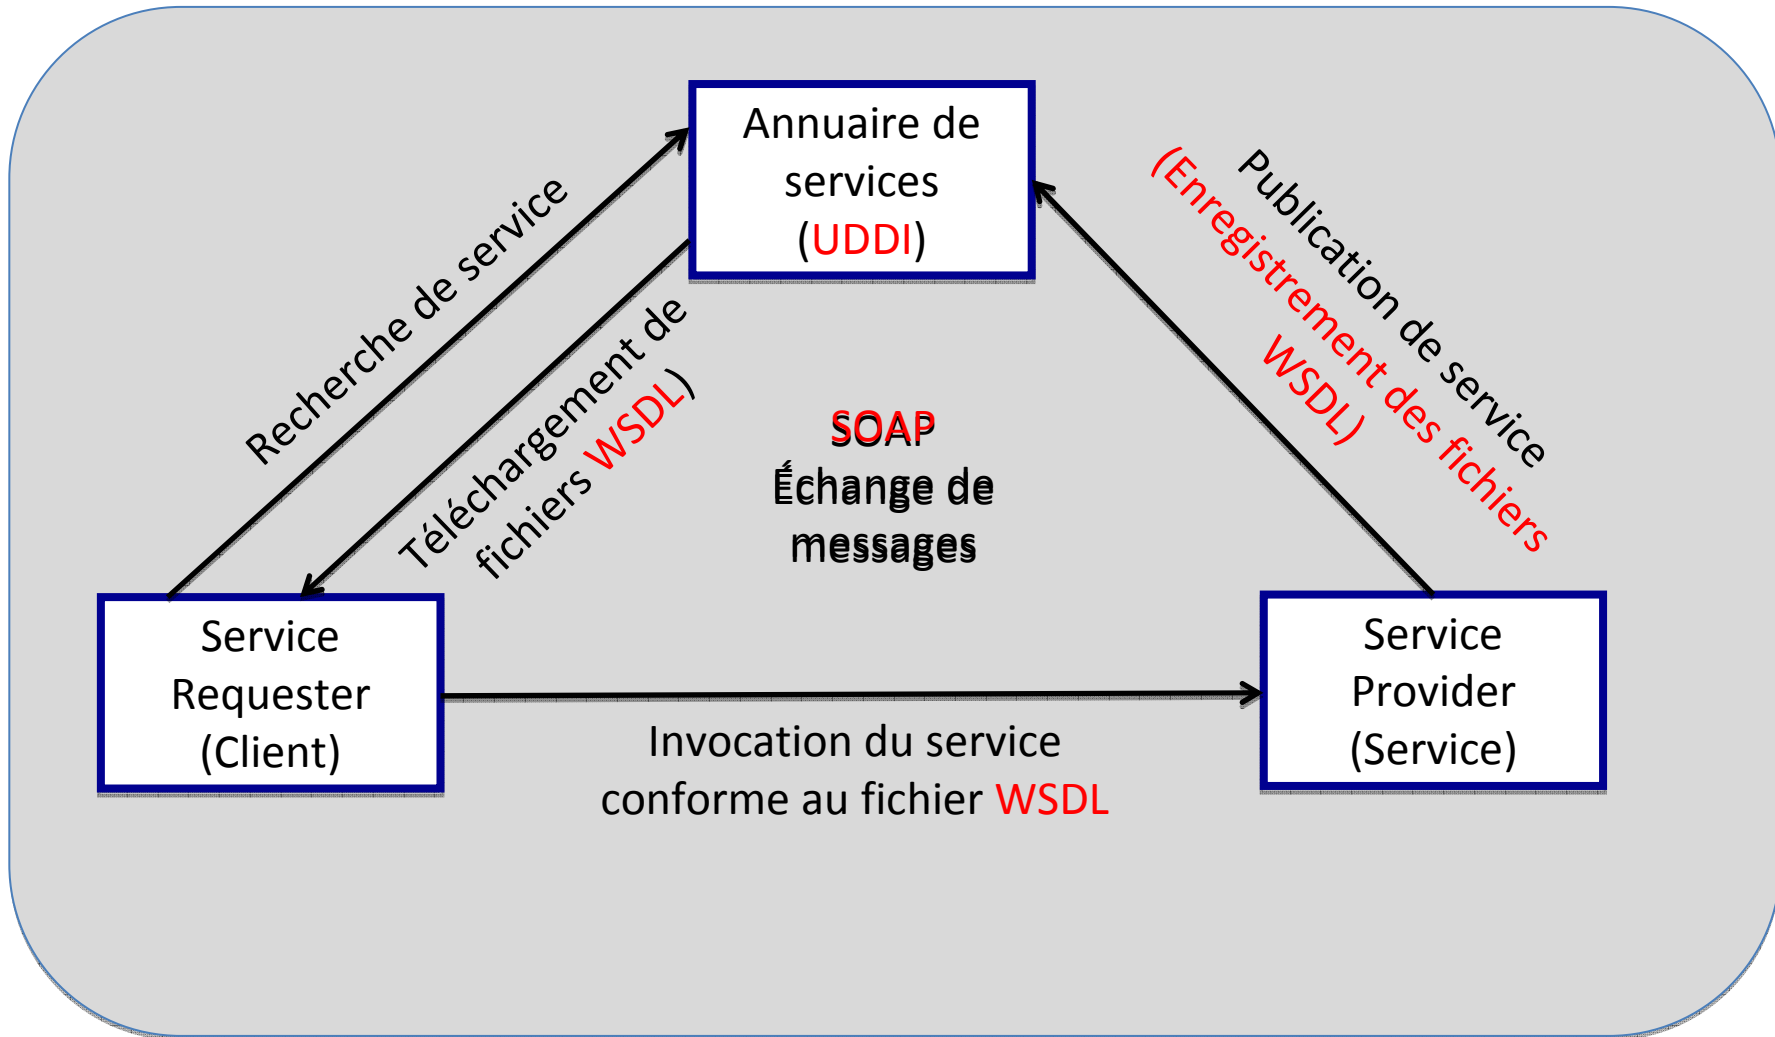 Annuaire de
services
(UDDI)
Recherche de service
Téléchargement de
fichiers WSDL)
Publication de service
(Enregistrement des fichiers
WSDL)
SOAP
Échange de
messages
Service
Requester
(Client)
Invocation du service
conforme au fichier WSDL
Service
Provider
(Service)